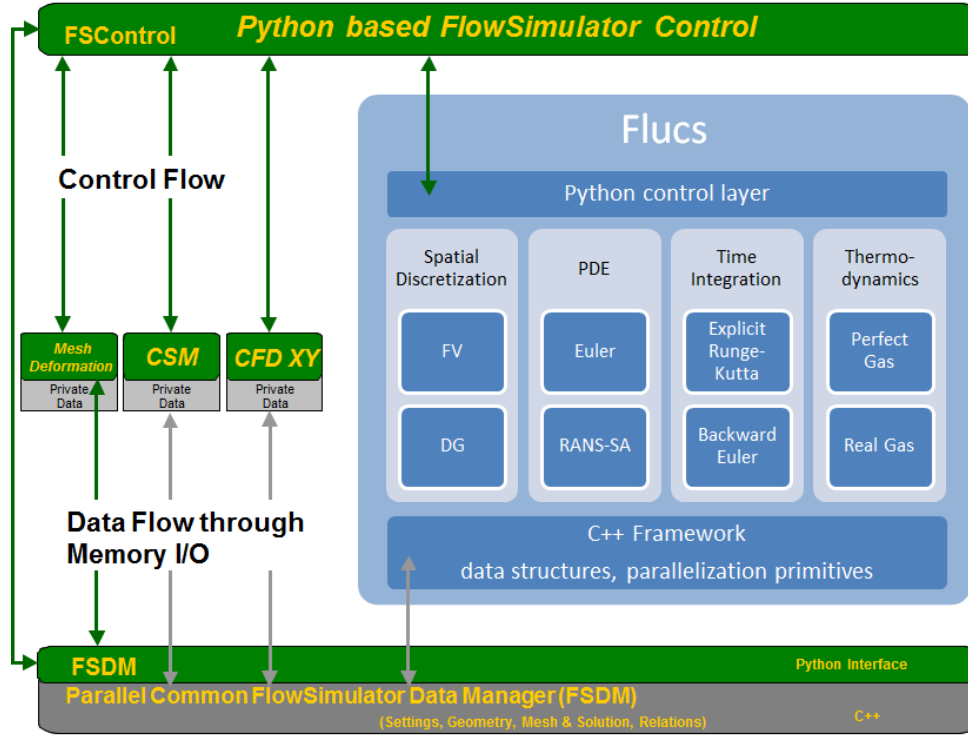 FSControl
Python based FlowSimulator Control
Flucs
Python control layer
Control Flow
Spatial
Discretization
PDE
Time
Integration
Thermo-
dynamics
FV
Euler
Explicit
Runge-
Kutta
Perfect
Gas
DG
RANS-SA
Backward
Euler
Real Gas
Mesh
Deformation
Private
Data
CSM
Private
Data
CFD XY
Private
Data
Data Flow through
Memory I/O
C++ Framework
data structures, parallelization primitives
FSDM
Python Interface
Parallel Common FlowSimulator Data Manager (FSDM)
(Settings, Geometry, Mesh & Solution, Relations)
C++